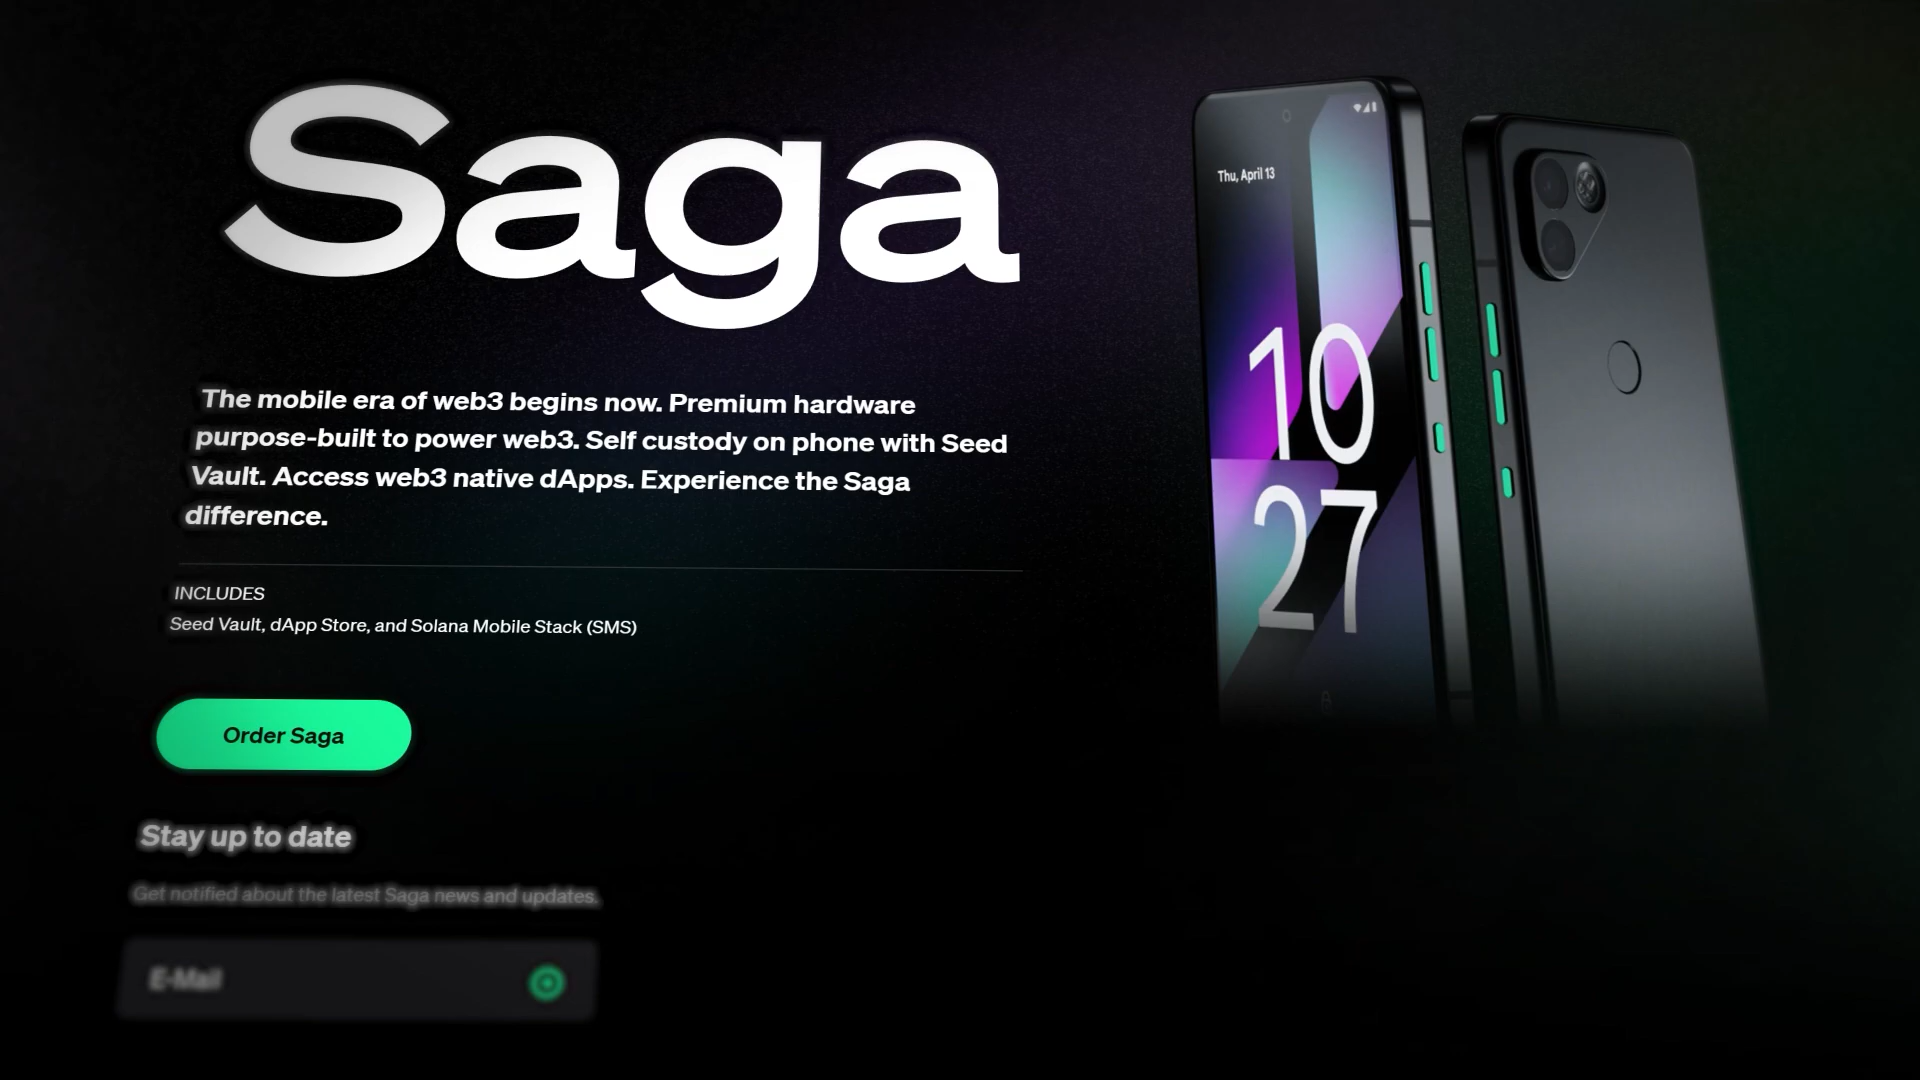 Saga
The mobile era of web3 begins now. Premium hardware
purpose-built to power web3. Self custody on phone with Seed
Vault. Access web3 native dApps. Experience the Saga
difference.
INCLUDES
Seed Vault, dApp Store, and Solana Mobile Stack (SMS)
Order Saga
Stay up to date
Get notified about the latest Saga news and updates.
E-Mail
Thu, April 13
10
27